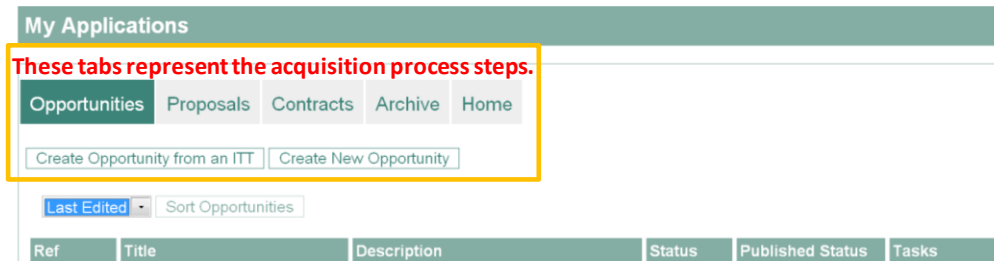 My Applications
These tabs represent the acquisition process steps.
Opportunities Proposals Contracts Archive Home
Create Opportunity from an ITT Create New Opportunity
Last Edited Sort Opportunities
Ref Title Description Status Published Status Tasks